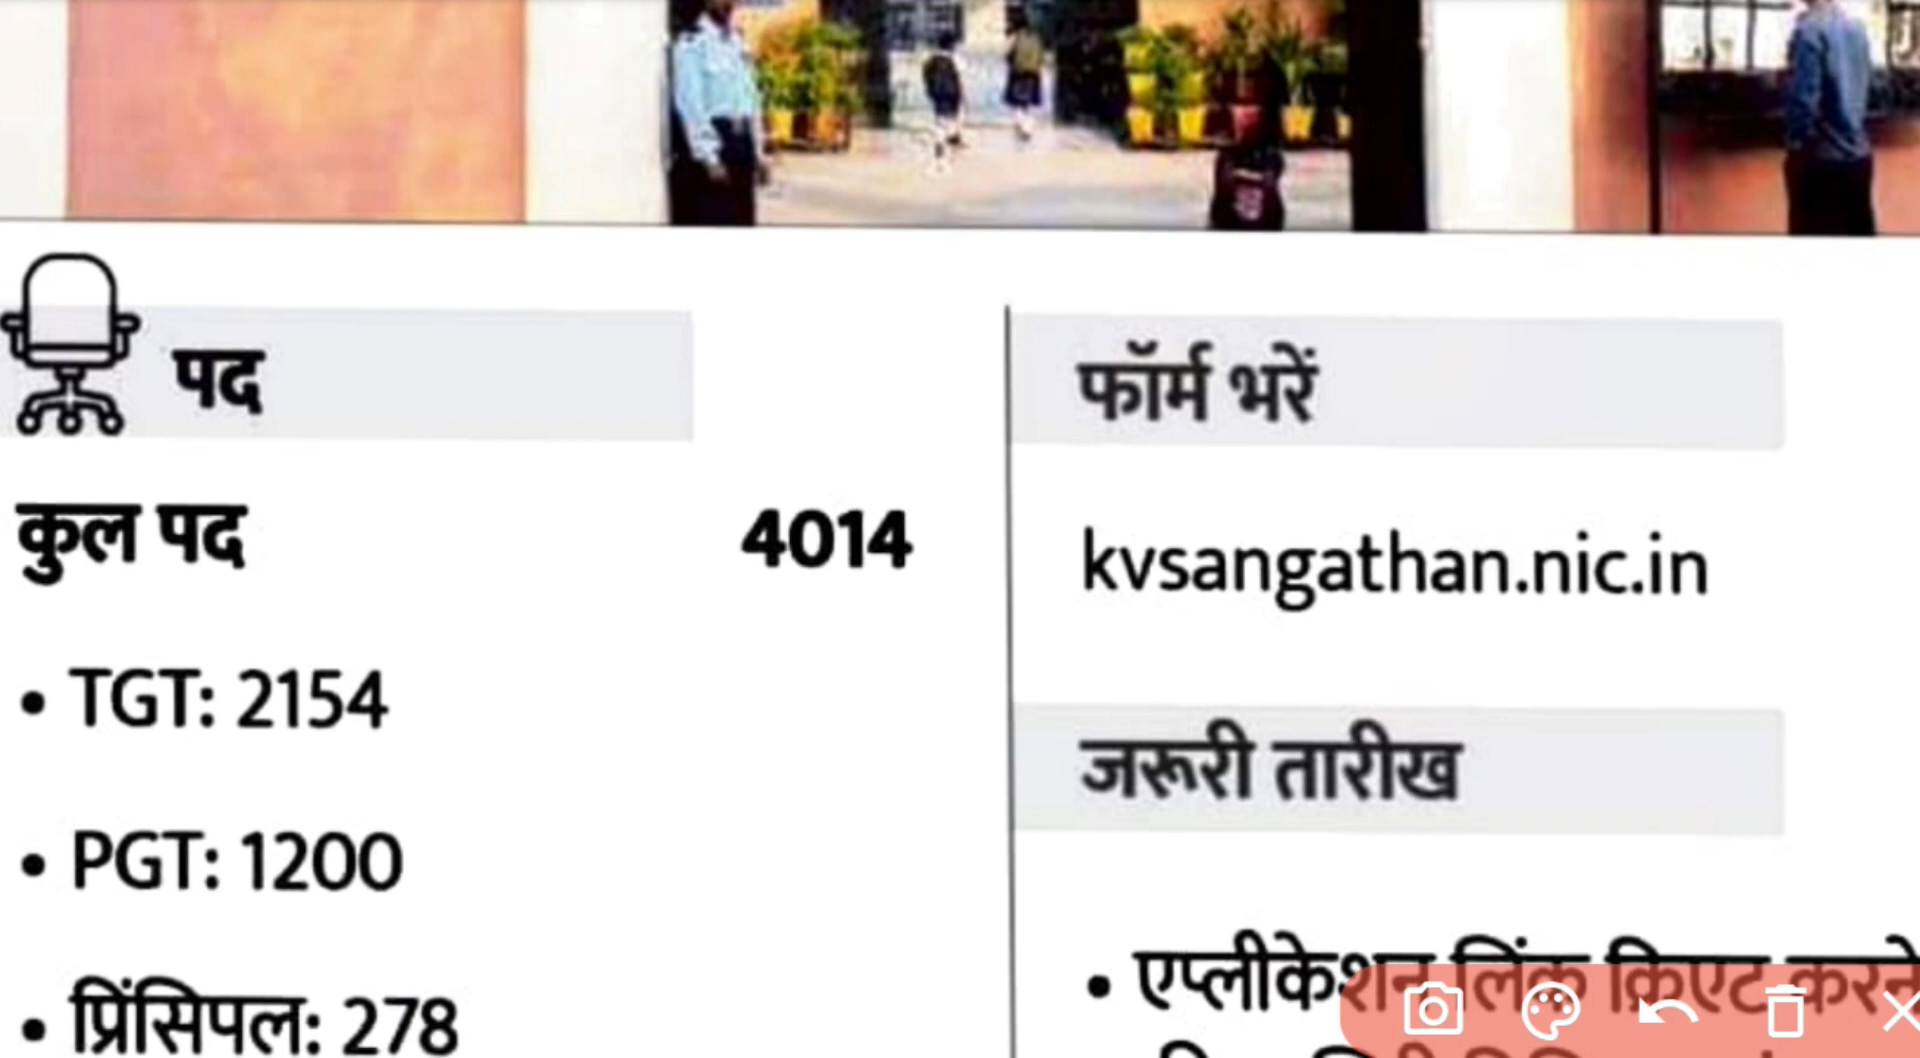 पद
कुल पद 4014
• TGT: 2154
• PGT: 1200
• प्रिंसिपल: 278
फॉर्म भरें
kvsangathan.nic.in
जरूरी तारीख
• एप्लीकेशन लिंक क्रिएट करने